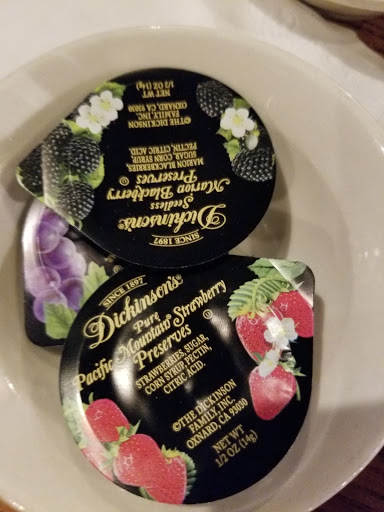 SINCE 1897
Dickinson's®
Seedless
Marion Blackberry
Preserves
MARION BLACKBERRIES,
SUGAR, CORN SYRUP,
PECTIN, CITRIC ACID.
©THE DICKINSON
FAMILY, INC.
OXNARD, CA 93030
NET WT
1/2 OZ (14g)
SINCE 1897
Dickinson's®
Pure
Pacific Mountain® Strawberry
Preserves
STRAWBERRIES, SUGAR,
CORN SYRUP, PECTIN,
CITRIC ACID.
©THE DICKINSON
FAMILY, INC.
OXNARD, CA 93030
NET WT
1/2 OZ (14g)